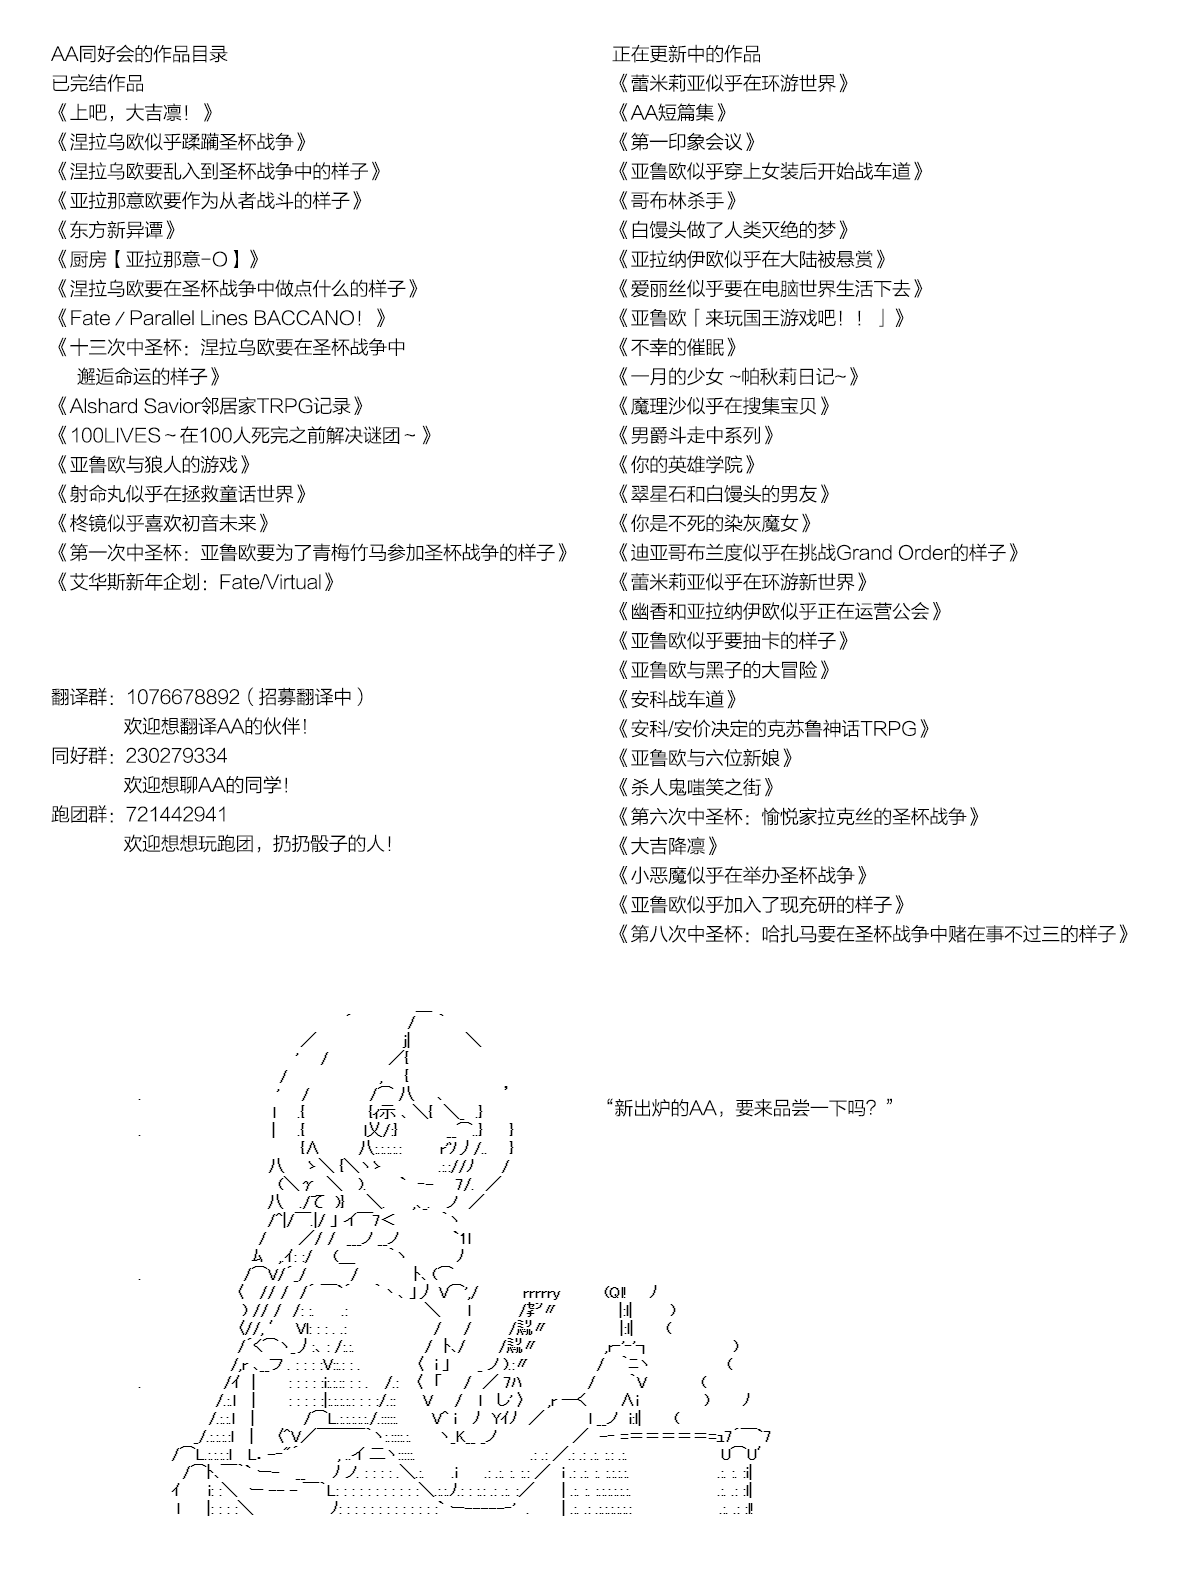 AA同好会的作品目录
已完结作品
《上吧，大吉凛！》
《涅拉乌欧似乎蹂躏圣杯战争》
《涅拉乌欧要乱入到圣杯战争中的样子》
《亚拉那意欧要作为从者战斗的样子》
《东方新异谭》
《厨房【亚拉那意-O】》
《涅拉乌欧要在圣杯战争中做点什么的样子》
《Fate / Parallel Lines BACCANO！》
《十三次中圣杯：涅拉乌欧要在圣杯战争中
邂逅命运的样子》
《Alshard Savior邻居家TRPG记录》
《100LIVES～在100人死完之前解决谜团～》
《亚鲁欧与狼人的游戏》
《射命丸似乎在拯救童话世界》
《柊镜似乎喜欢初音未来》
《第一次中圣杯：亚鲁欧要为了青梅竹马参加圣杯战争的样子》
《艾华斯新年企划：Fate/Virtual》
翻译群：1076678892（招募翻译中）
欢迎想翻译AA的伙伴！
同好群：230279334
欢迎想聊AA的同学！
跑团群：721442941
欢迎想想玩跑团，扔扔骰子的人！
正在更新中的作品
《蕾米莉亚似乎在环游世界》
《AA短篇集》
《第一印象会议》
《亚鲁欧似乎穿上女装后开始战车道》
《哥布林杀手》
《白馒头做了人类灭绝的梦》
《亚拉纳伊欧似乎在大陆被悬赏》
《爱丽丝似乎要在电脑世界生活下去》
《亚鲁欧「来玩国王游戏吧！！」》
《不幸的催眠》
《一月的少女 ~帕秋莉日记~》
《魔理沙似乎在搜集宝贝》
《男爵斗走中系列》
《你的英雄学院》
《翠星石和白馒头的男友》
《你是不死的染灰魔女》
《迪亚哥布兰度似乎在挑战Grand Order的样子》
《蕾米莉亚似乎在环游新世界》
《幽香和亚拉纳伊欧似乎正在运营公会》
《亚鲁欧似乎要抽卡的样子》
《亚鲁欧与黑子的大冒险》
《安科战车道》
《安科/安价决定的克苏鲁神话TRPG》
《亚鲁欧与六位新娘》
《杀人鬼嗤笑之街》
《第六次中圣杯：愉悦家拉克丝的圣杯战争》
《大吉降凛》
《小恶魔似乎在举办圣杯战争》
《亚鲁欧似乎加入了现充研的样子》
《第八次中圣杯：哈扎马要在圣杯战争中赌在事不过三的样子》
“新出炉的AA，要来品尝一下吗？”